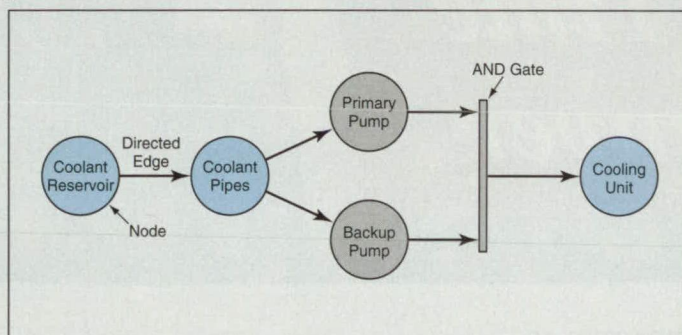 AND Gate
Primary
Pump
Directed
Edge
Coolant
Reservoir
Coolant
Pipes
Cooling
Unit
Node
Backup
Pump